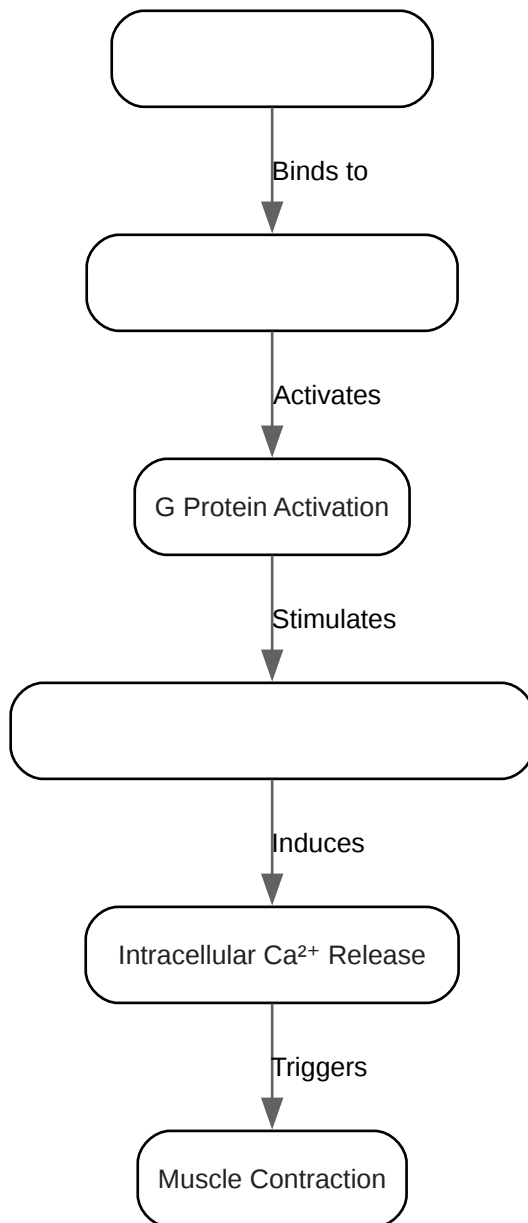 Binds to
Activates
G Protein Activation
Stimulates
Induces
Intracellular Ca²⁺ Release
Triggers
Muscle Contraction